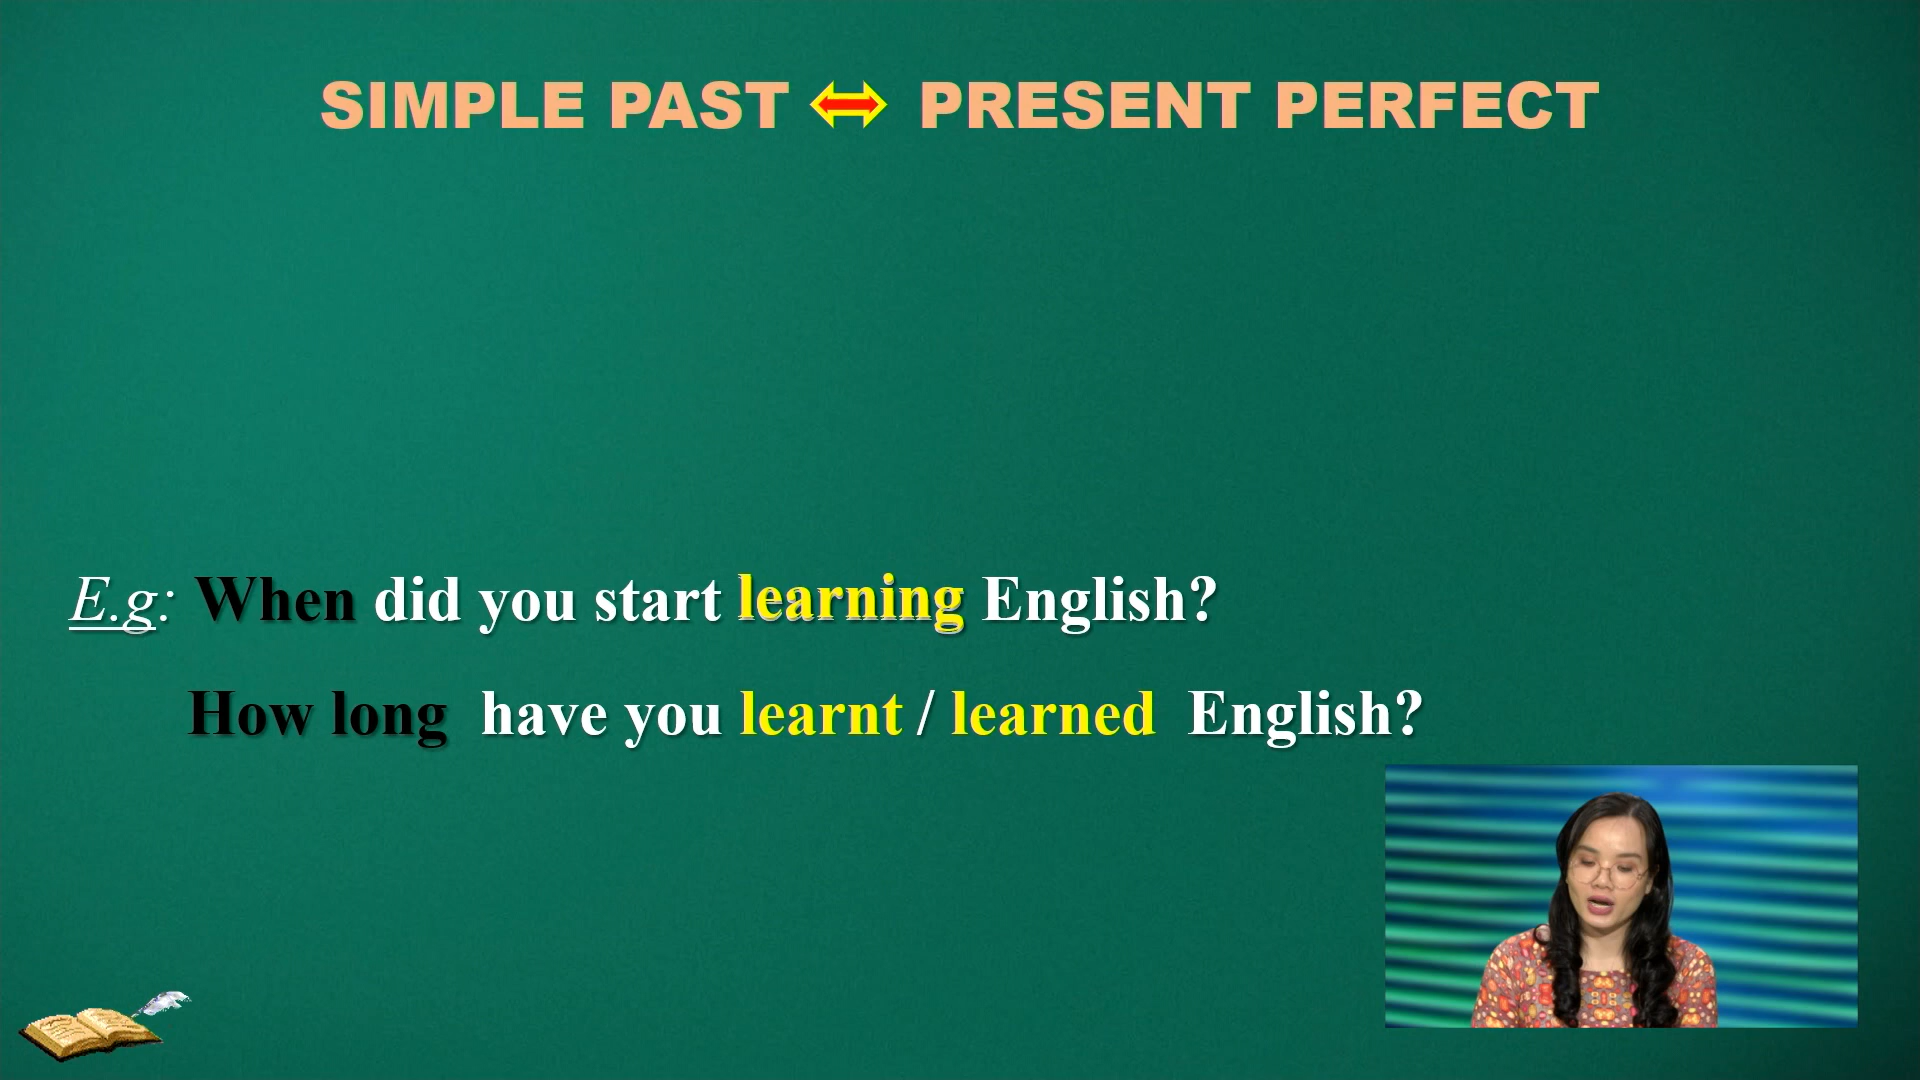 SIMPLE PAST ⇔ PRESENT PERFECT
E.g: When did you start learning English?
How long have you learnt / learned English?